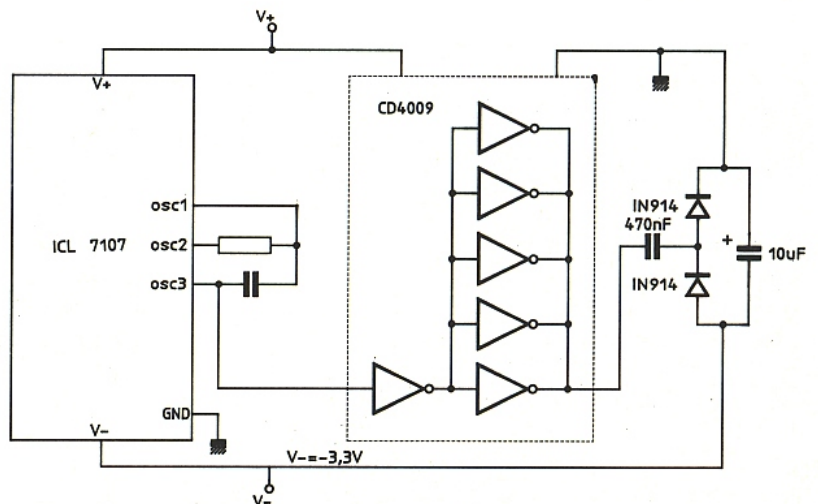 V+
V+
CD4009
osc1
IN914
ICL 7107
osc2
470nF
+
10uF
osc3
IN914
GND
V-
V-=-3,3V
V-